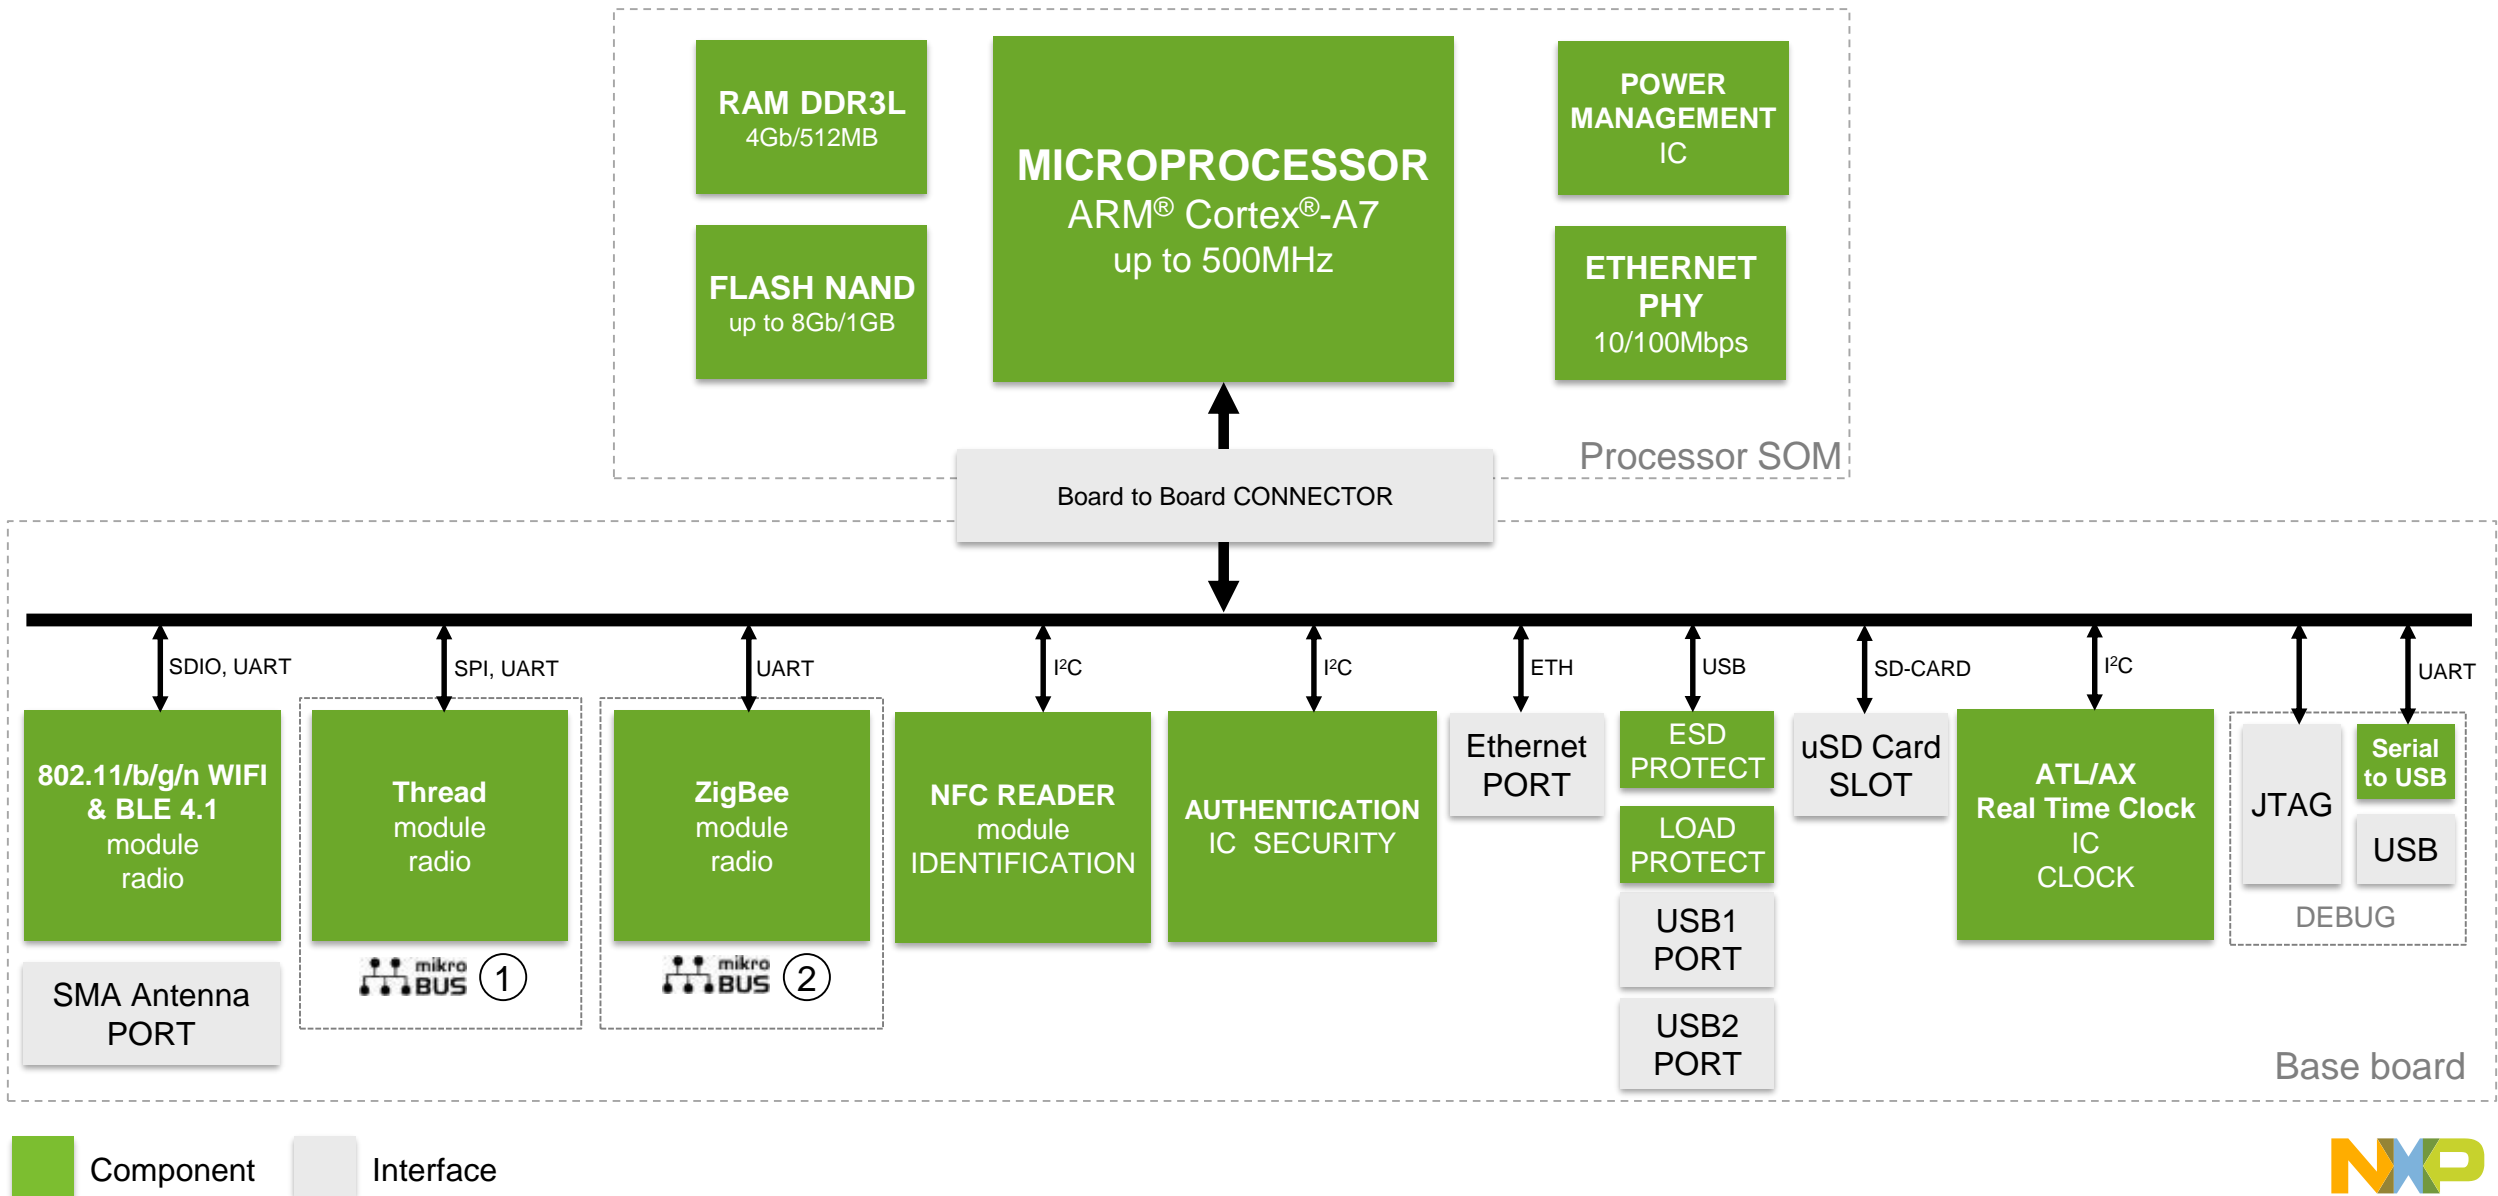 RAM DDR3L
4Gb/512MB
FLASH NAND
up to 8Gb/1GB
MICROPROCESSOR
ARM® Cortex®-A7
up to 500MHz
POWER
MANAGEMENT
IC
ETHERNET
PHY
10/100Mbps
Processor SOM
Board to Board CONNECTOR
SDIO, UART
SPI, UART
UART
I²C
I²C
ETH
USB
SD-CARD
I²C
UART
802.11/b/g/n WIFI
& BLE 4.1
module
radio
SMA Antenna
PORT
Thread
module
radio
mikro
BUS
1
ZigBee
module
radio
mikro
BUS
2
NFC READER
module
IDENTIFICATION
AUTHENTICATION
IC SECURITY
Ethernet
PORT
ESD
PROTECT
LOAD
PROTECT
USB1
PORT
USB2
PORT
uSD Card
SLOT
ATL/AX
Real Time Clock
IC
CLOCK
JTAG
Serial
to USB
USB
DEBUG
Base board
Component
Interface
NXP